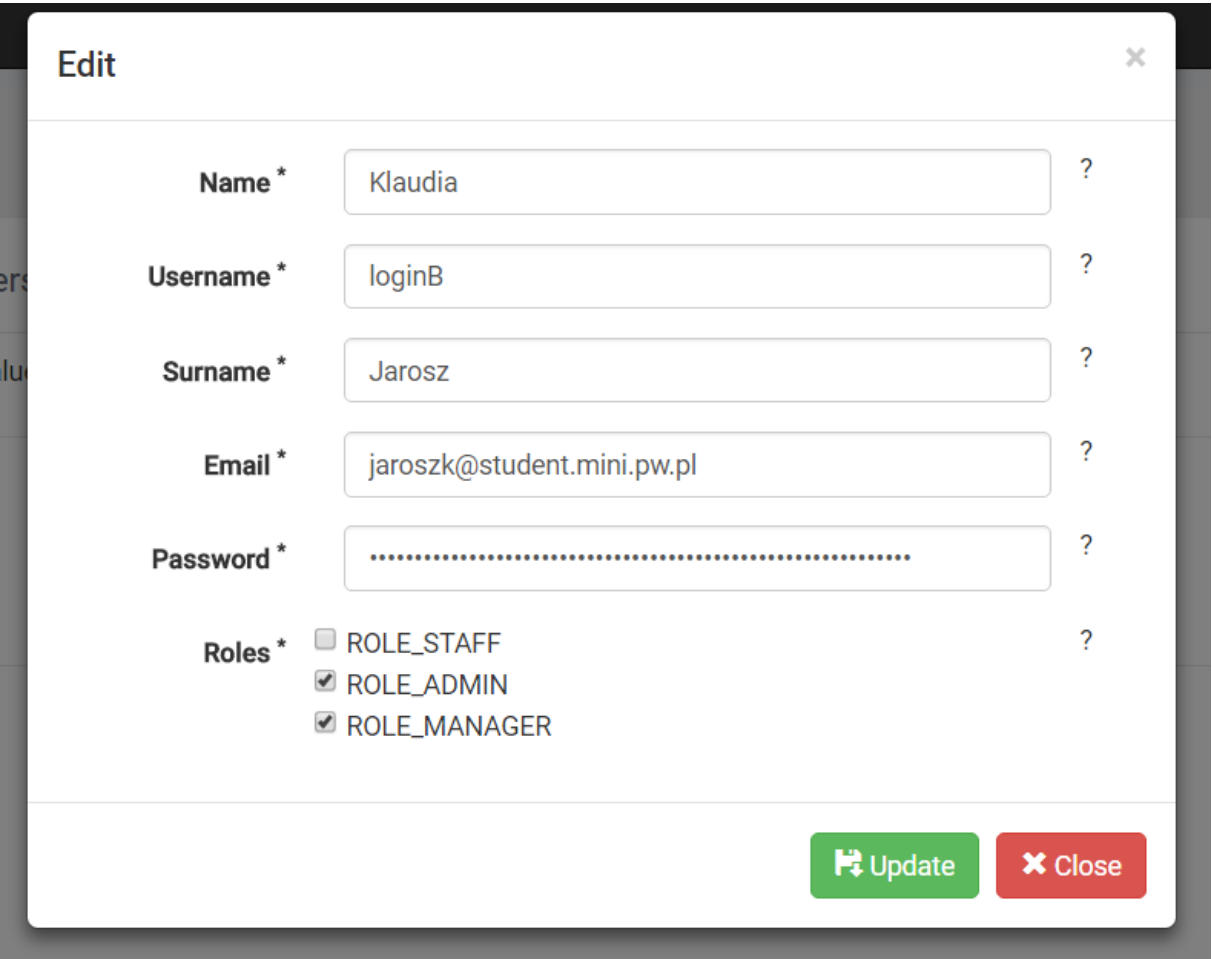 Edit ×
Name * Klaudia ?
Username * loginB ?
Surname * Jarosz ?
Email * jaroszk@student.mini.pw.pl ?
Password * ••••••••••••••••••••••••••••••••••••••••••••••••••••••••••••  ?
Roles * ROLE_STAFF ?
ROLE_ADMIN
ROLE_MANAGER
Update Close